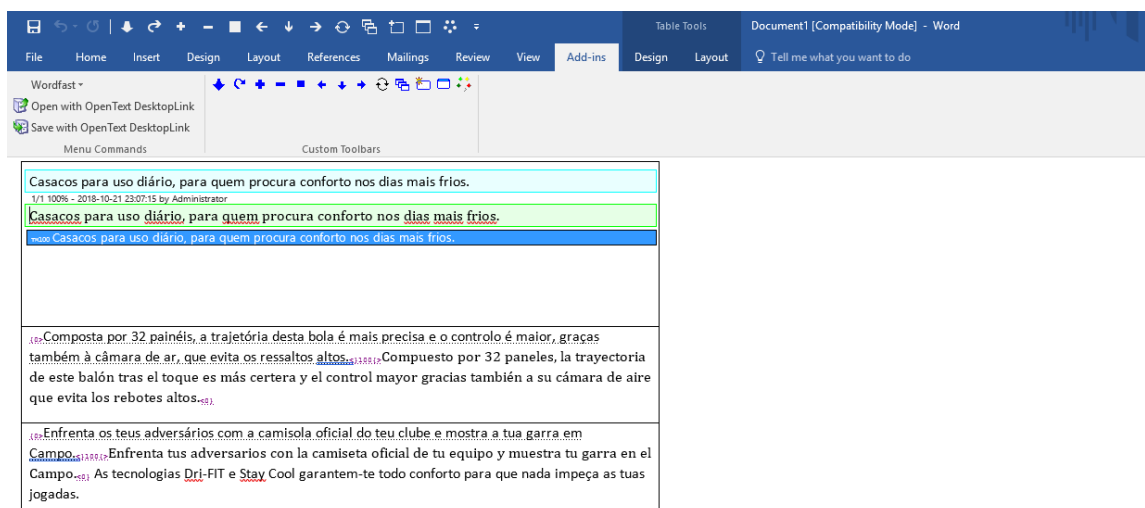 Table Tools
Document1 [Compatibility Mode] - Word
File Home Insert Design Layout References Mailings Review View Add-ins Design Layout Tell me what you want to do
Wordfast
Open with OpenText DesktopLink
Save with OpenText DesktopLink
Menu Commands Custom Toolbars
Casacos para uso diário, para quem procura conforto nos dias mais frios.
1/1 100% - 2018-10-21 23:07:15 by Administrator
Casacos para uso diário, para quem procura conforto nos dias mais frios.
TM100 Casacos para uso diário, para quem procura conforto nos dias mais frios.
{0>Composta por 32 painéis, a trajetória desta bola é mais precisa e o controlo é maior, graças
também à câmara de ar, que evita os ressaltos altos.<}100{>Compuesto por 32 paneles, la trayectoria
de este balón tras el toque es más certera y el control mayor gracias también a su cámara de aire
que evita los rebotes altos.<0}
{0>Enfrenta os teus adversários com a camisola oficial do teu clube e mostra a tua garra em
Campo.<}100{>Enfrenta tus adversarios con la camiseta oficial de tu equipo y muestra tu garra en el
Campo.<0} As tecnologias Dri-FIT e Stay Cool garantem-te todo conforto para que nada impeça as tuas
jogadas.